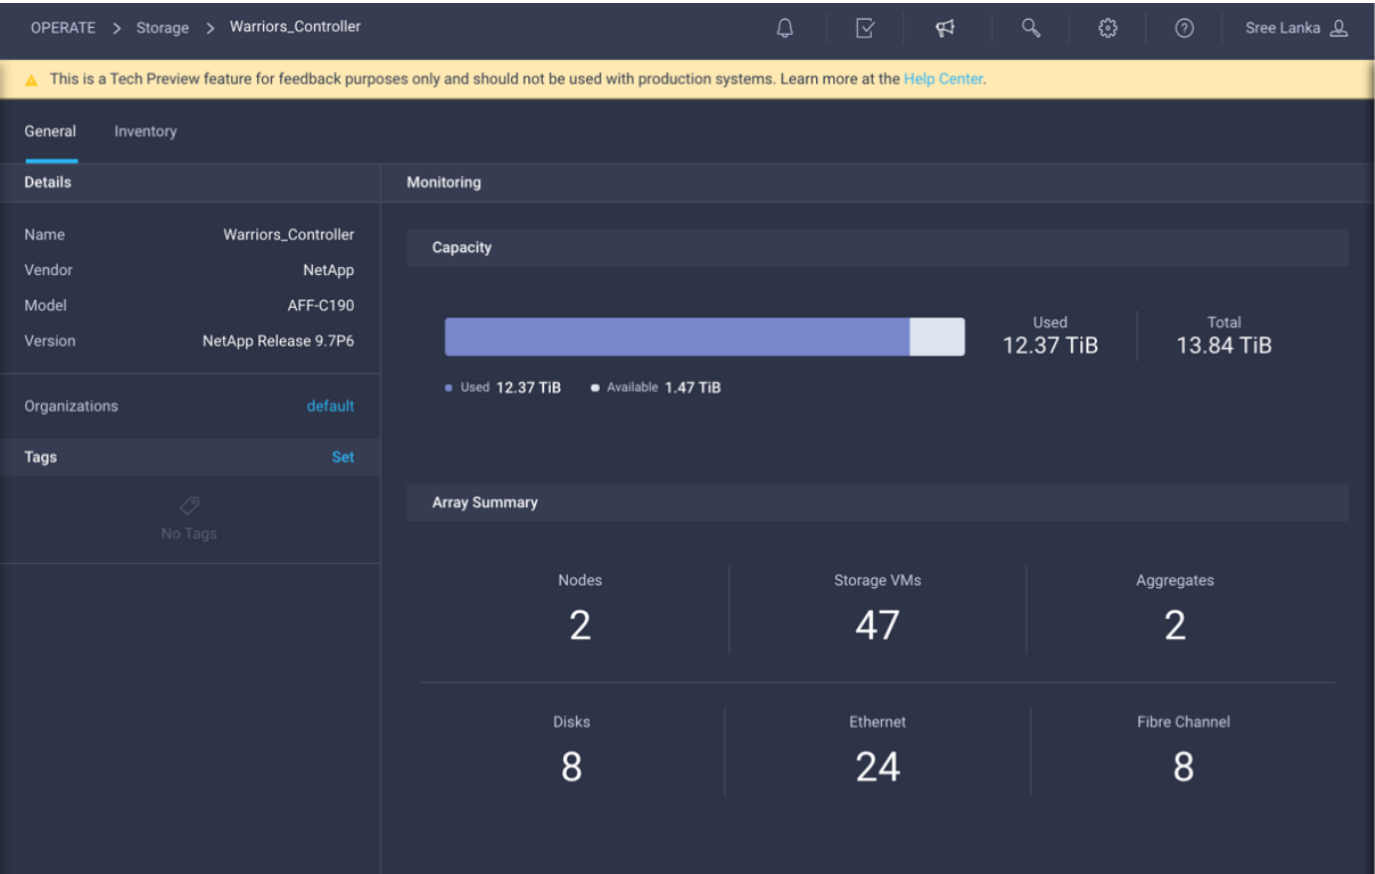 OPERATE > Storage > Warriors_Controller
Sree Lanka
This is a Tech Preview feature for feedback purposes only and should not be used with production systems. Learn more at the Help Center.
General Inventory
Details
Name Warriors_Controller
Vendor NetApp
Model AFF-C190
Version NetApp Release 9.7P6
Organizations default
Tags Set
No Tags
Monitoring
Capacity
Used Total
12.37 TiB 13.84 TiB
Used 12.37 TiB Available 1.47 TiB
Array Summary
Nodes Storage VMs Aggregates
2 47 2
Disks Ethernet Fibre Channel
8 24 8